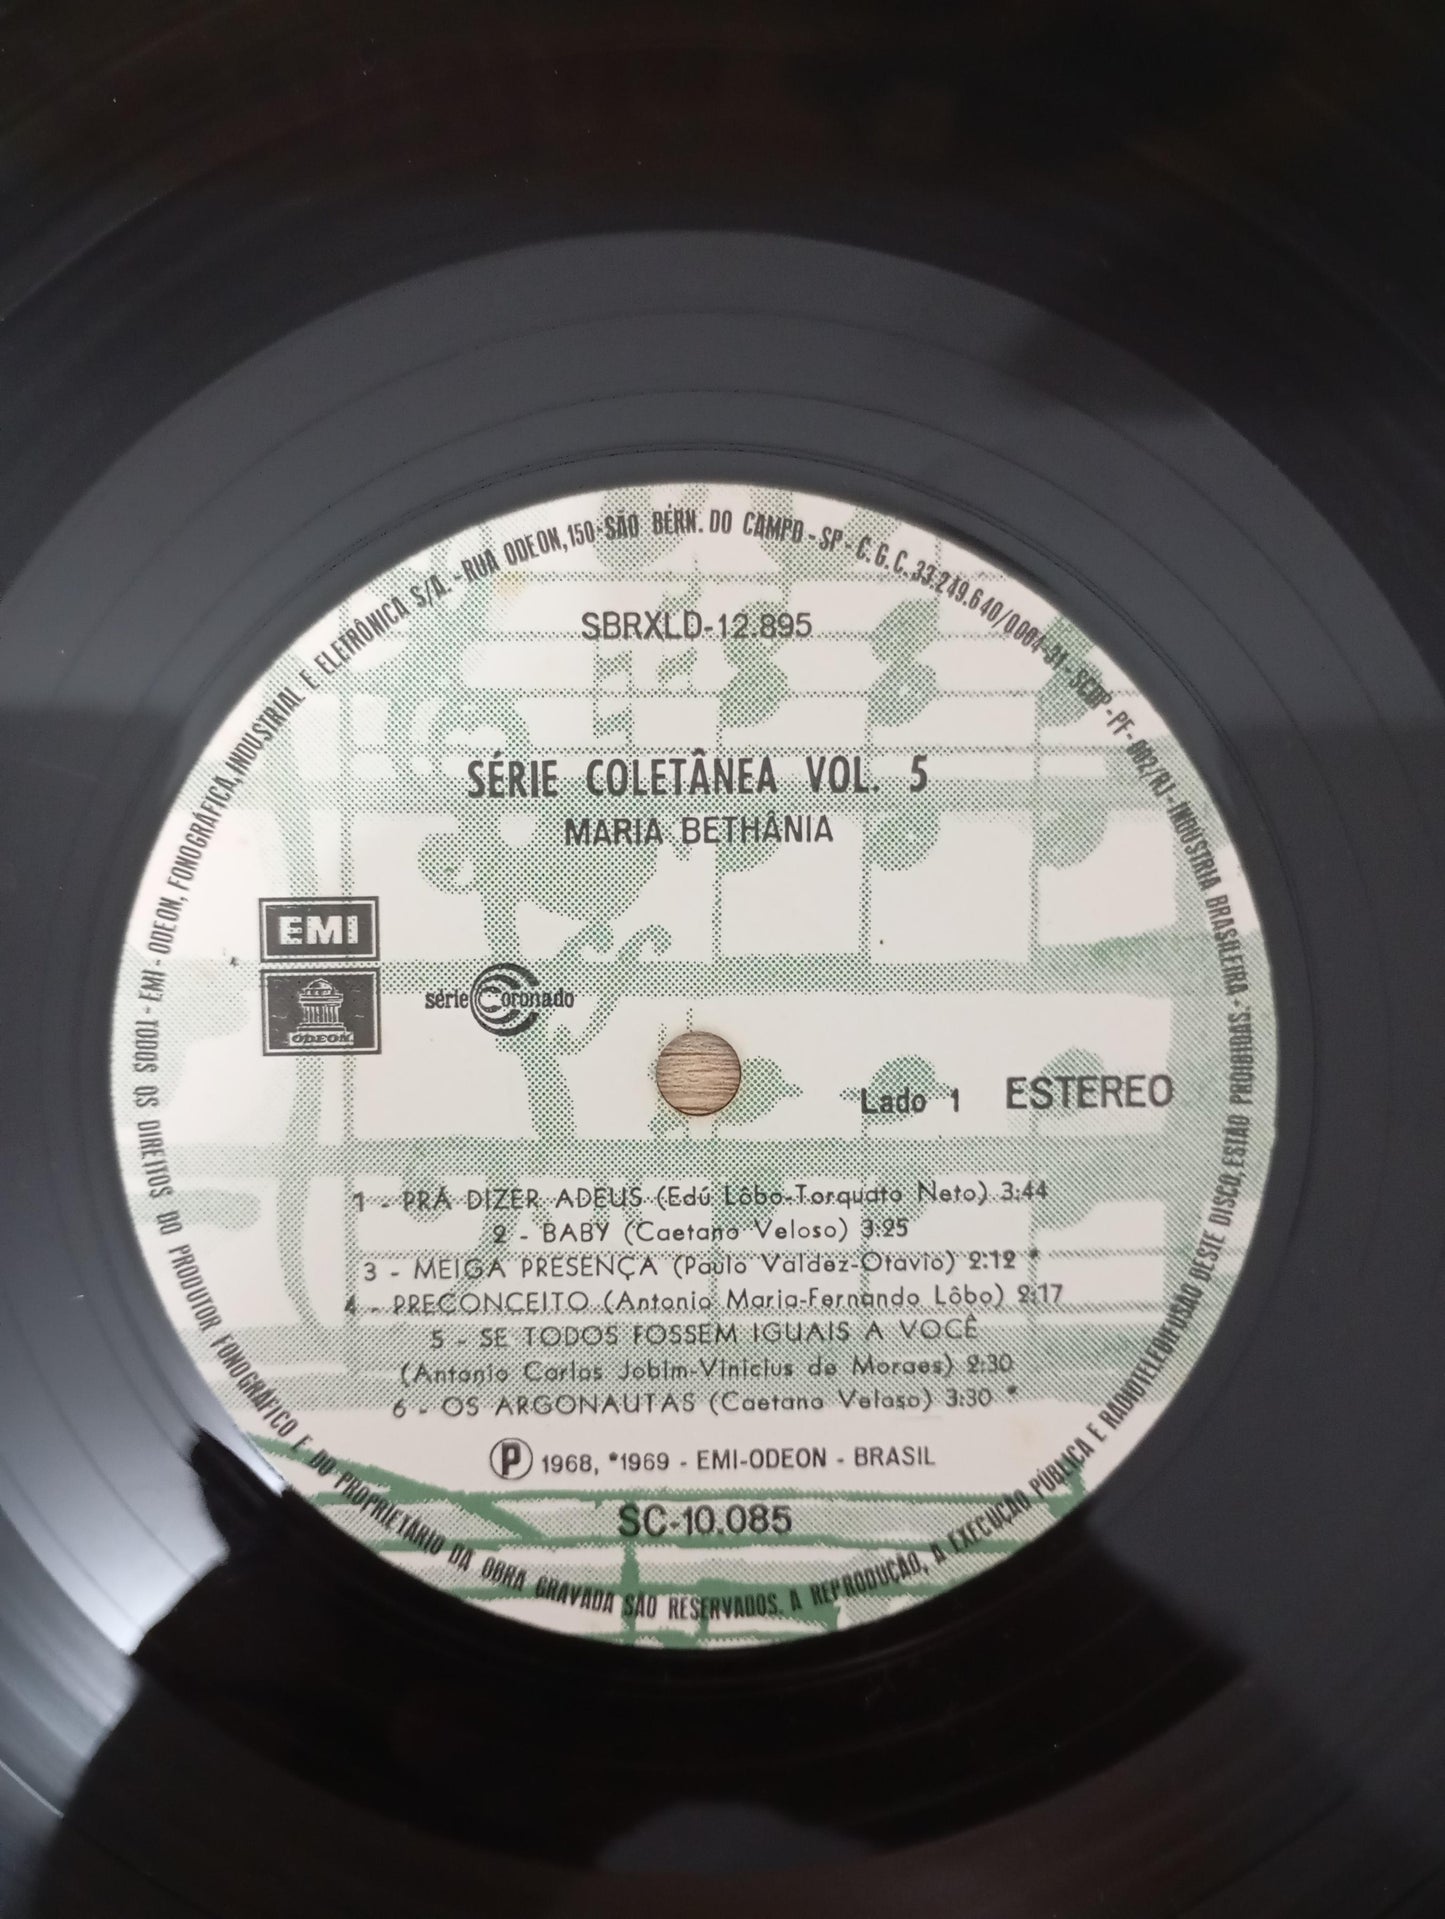 TODOS OS DIREITOS DO PRODUTOR FONOGRÁFICO E DO PROPRIETÁRIO DA OBRA GRAVADA SÃO RESERVADOS. A REPRODUÇÃO, A EXECUÇÃO PÚBLICA E RADIOTELEDIFUSÃO DESTE DISCO, ESTÃO PROIBIDAS. - EMI - ODEON, FONOGRÁFICA, INDUSTRIAL E ELETRÔNICA S/A. - RUA ODEON, 150 - SÃO BERN. DO CAMPO - SP - C.G.C. 33.249.640/0004-91 - SCDP - PF - 002/RJ - INDÚSTRIA BRASILEIRA -
SBRXLD-12.895
SÉRIE COLETÂNEA VOL. 5
MARIA BETHÂNIA
EMI
ODEON
série Coronado
Lado 1 ESTEREO
1 - PRÁ DIZER ADEUS (Edú Lôbo-Torquato Neto) 3:44
2 - BABY (Caetano Veloso) 3:25
3 - MEIGA PRESENÇA (Paulo Valdez-Otavio) 2:12 *
4 - PRECONCEITO (Antonio Maria-Fernando Lôbo) 2:17
5 - SE TODOS FOSSEM IGUAIS A VOCÊ
(Antonio Carlos Jobim-Vinicius de Moraes) 2:30
6 - OS ARGONAUTAS (Caetano Veloso) 3:30 *
Ⓟ 1968, *1969 - EMI-ODEON - BRASIL
SC-10.085